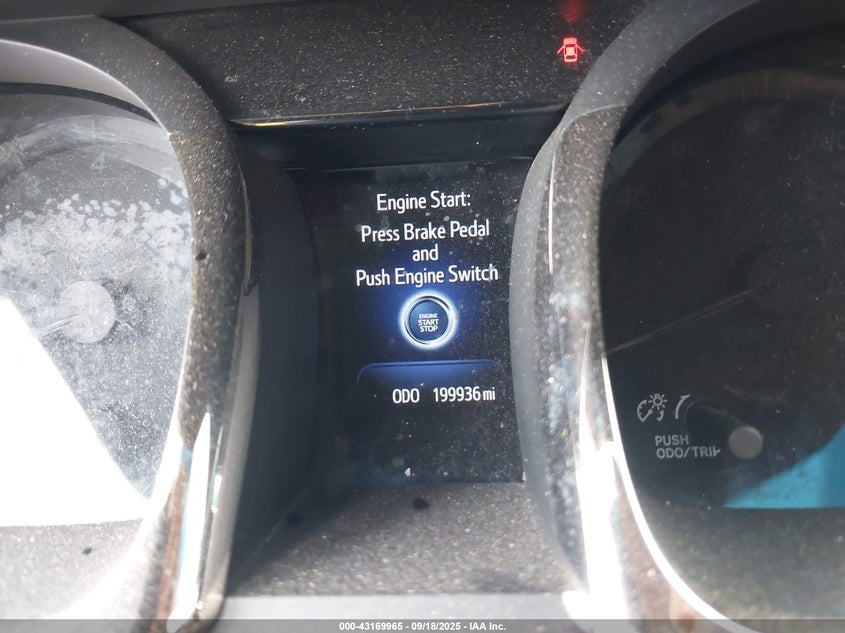 Engine Start:
Press Brake Pedal
and
Push Engine Switch
ENGINE
START
STOP
ODO 199936 mi
PUSH
ODO/TRIP
000-43169965 - 09/18/2025 - IAA Inc.